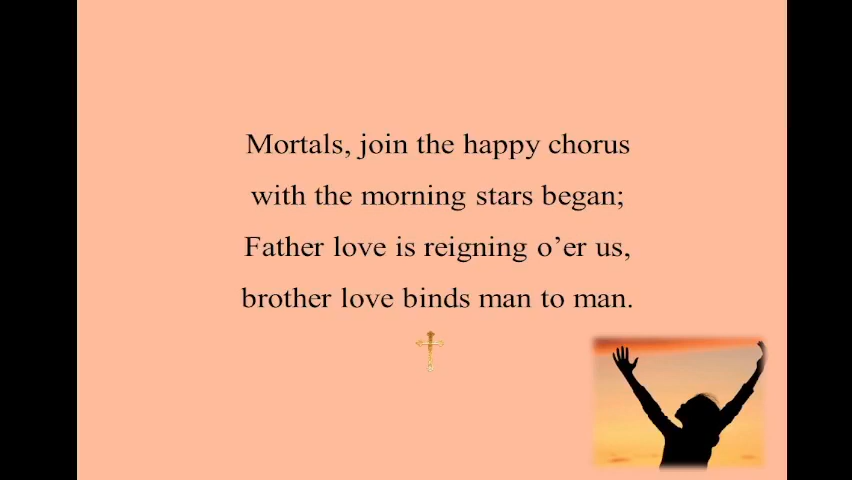 Mortals, join the happy chorus
with the morning stars began;
Father love is reigning o’er us,
brother love binds man to man.